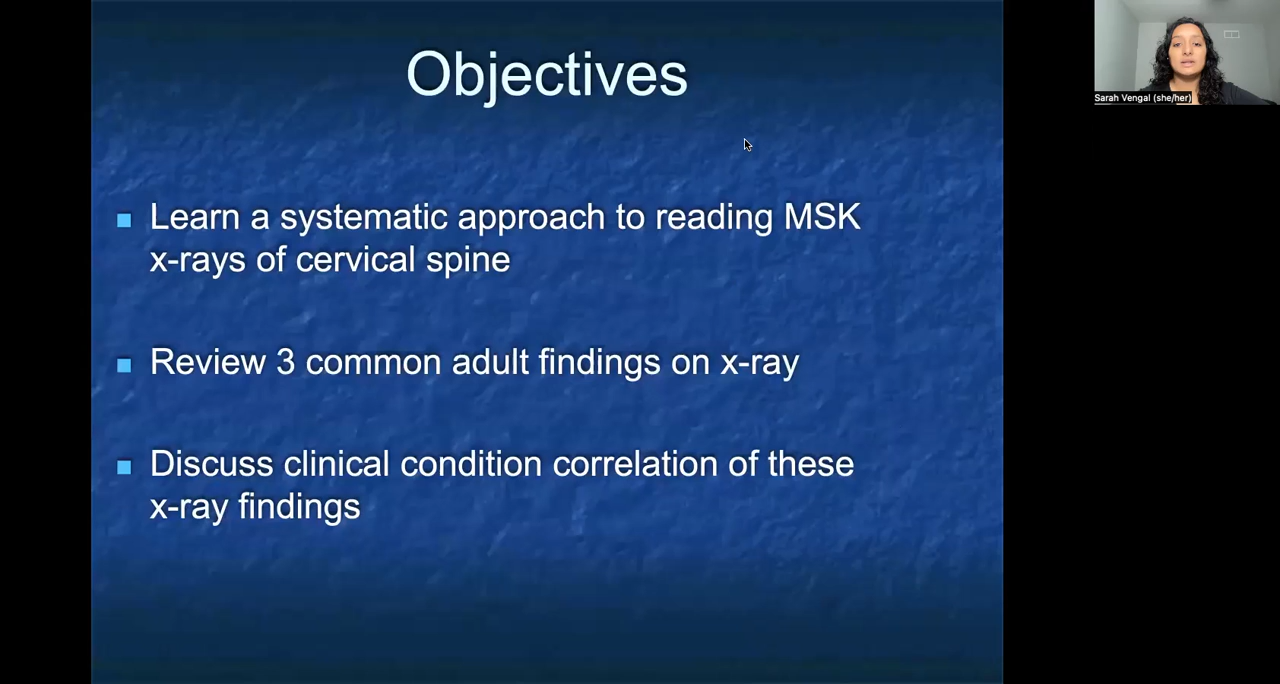 Objectives
Learn a systematic approach to reading MSK
x-rays of cervical spine
Review 3 common adult findings on x-ray
Discuss clinical condition correlation of these
x-ray findings
Sarah Vengal (she/her)